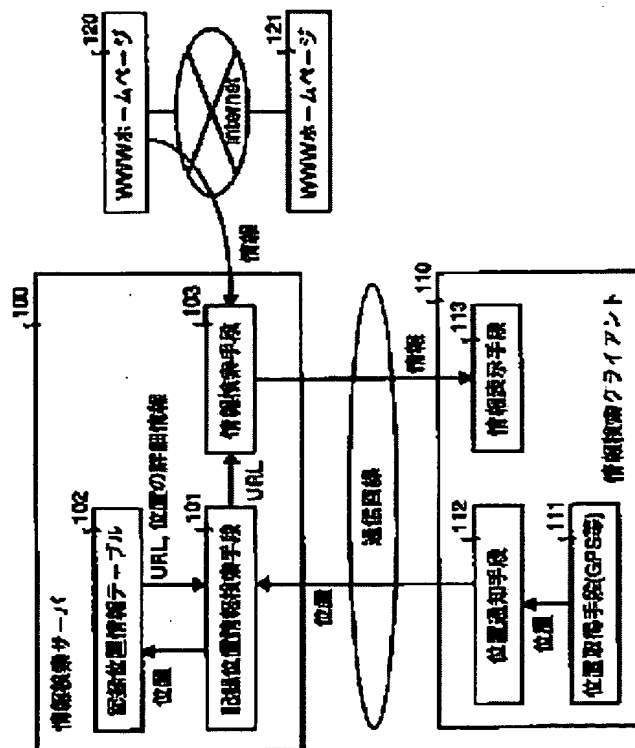 情報検索サーバ
100
102
記録位置情報テーブル
位置
URL, 位置の詳細情報
101
記録位置情報検索手段
URL
103
情報検索手段
情報
120
WWWホームページ
Internet
121
WWWホームページ
位置
通信回線
情報
110
112
位置通知手段
位置
111
位置取得手段(GPS等)
113
情報表示手段
情報検索クライアント